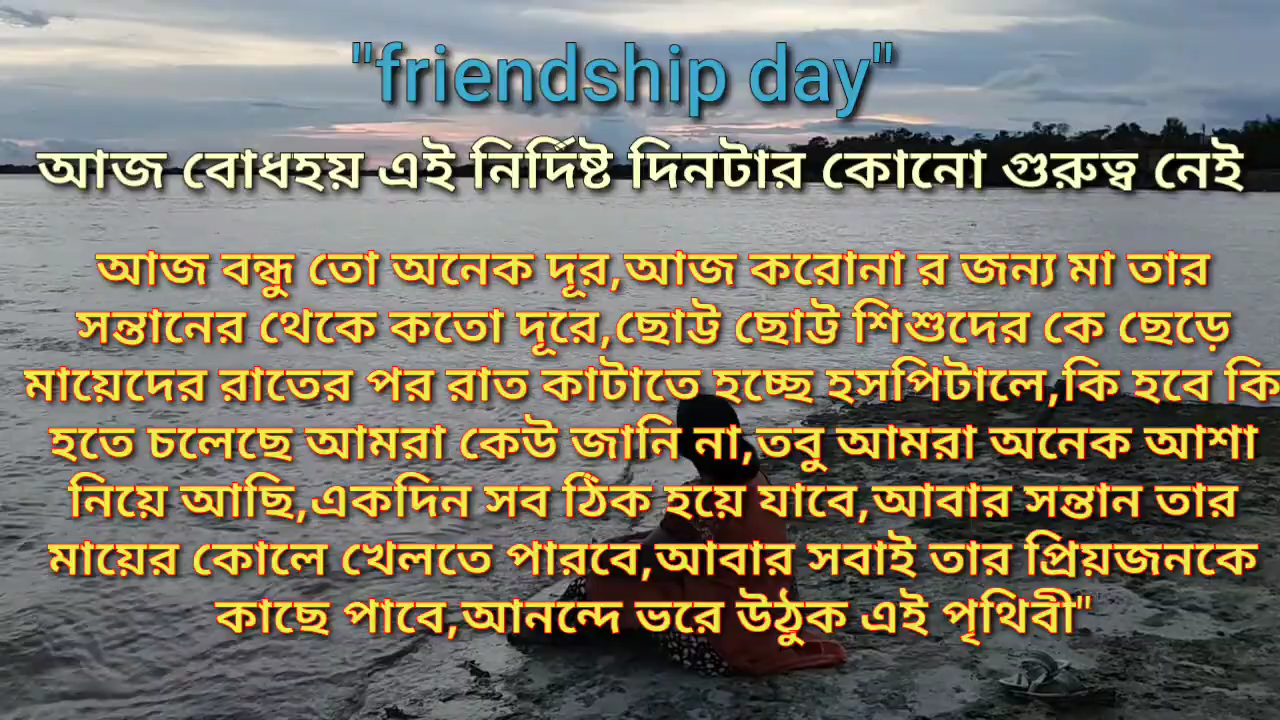 "friendship day"
আজ বোধহয় এই নির্দিষ্ট দিনটার কোনো গুরুত্ব নেই
আজ বন্ধু তো অনেক দূর,আজ করোনা র জন্য মা তার
সন্তানের থেকে কতো দূরে,ছোট্ট ছোট্ট শিশুদের কে ছেড়ে
মায়েদের রাতের পর রাত কাটাতে হচ্ছে হসপিটালে,কি হবে কি
হতে চলেছে আমরা কেউ জানি না,তবু আমরা অনেক আশা
নিয়ে আছি,একদিন সব ঠিক হয়ে যাবে,আবার সন্তান তার
মায়ের কোলে খেলতে পারবে,আবার সবাই তার প্রিয়জনকে
কাছে পাবে,আনন্দে ভরে উঠুক এই পৃথিবী"